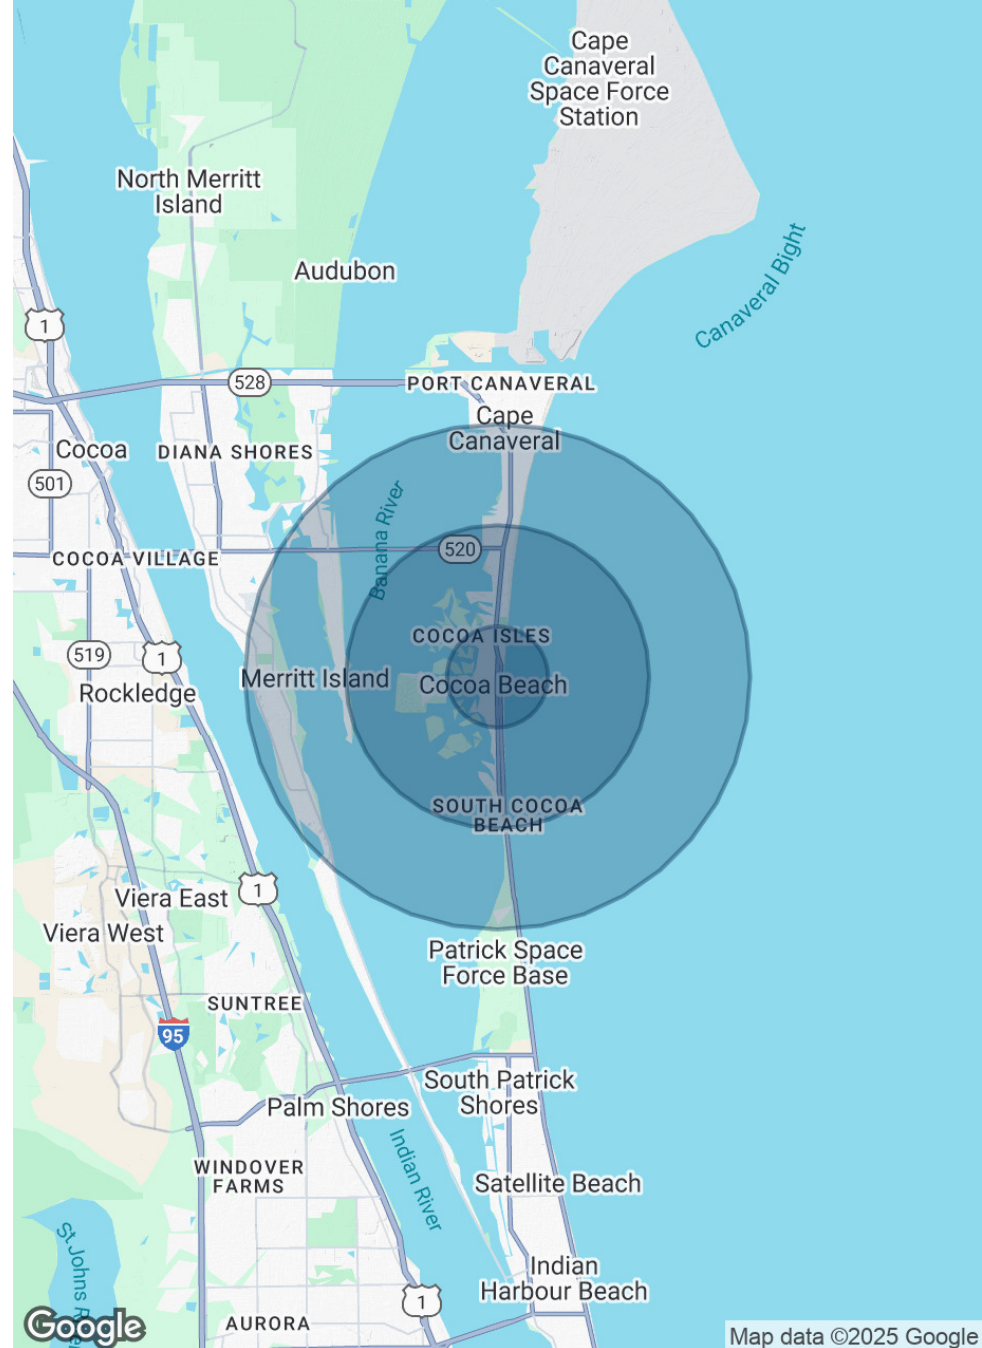 Cape
Canaveral
Space Force
Station
North Merritt
Island
Canaveral Bight
Audubon
1
528
PORT CANAVERAL
Cape
Canaveral
Cocoa
DIANA SHORES
501
Banana River
520
COCOA VILLAGE
COCOA ISLES
519
1
Merritt Island
Cocoa Beach
Rockledge
SOUTH COCOA
BEACH
1
Viera East
Viera West
Patrick Space
Force Base
SUNTREE
95
South Patrick
Shores
Palm Shores
Indian River
WINDOVER
FARMS
Satellite Beach
St Johns
Indian
Harbour Beach
1
AURORA
Google
Map data ©2025 Google